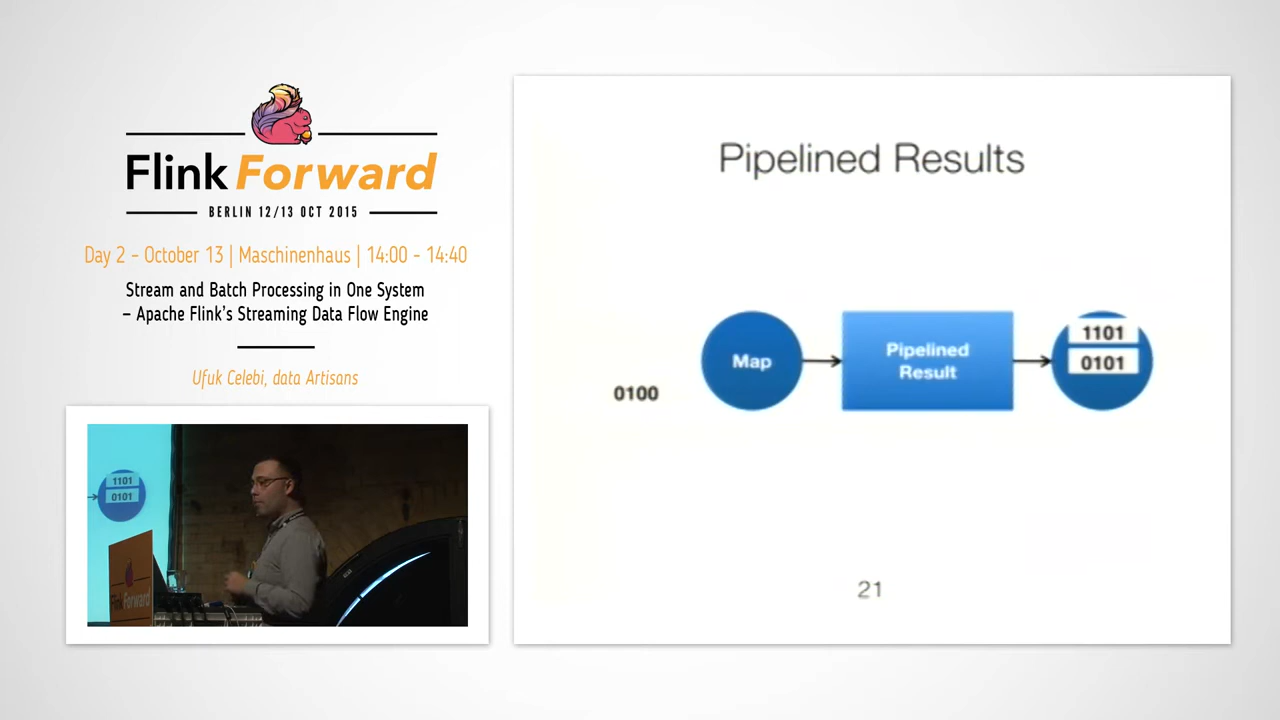 Flink Forward
BERLIN 12/13 OCT 2015
Day 2 - October 13 | Maschinenhaus | 14:00 - 14:40
Stream and Batch Processing in One System
– Apache Flink's Streaming Data Flow Engine
Ufuk Celebi, data Artisans
1101
0101
Flink Forward
Pipelined Results
0100
Map
Pipelined
Result
1101
0101
21